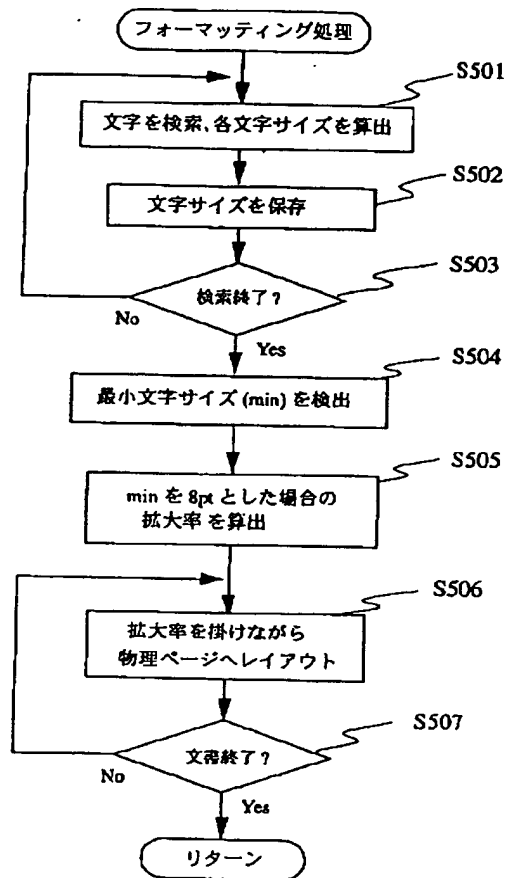 フォーマッティング処理
S501
文字を検索、各文字サイズを算出
S502
文字サイズを保存
S503
検索終了?
No
Yes
S504
最小文字サイズ (min) を検出
S505
min を 8pt とした場合の
拡大率 を算出
S506
拡大率を掛けながら
物理ページへレイアウト
S507
文書終了?
No
Yes
リターン